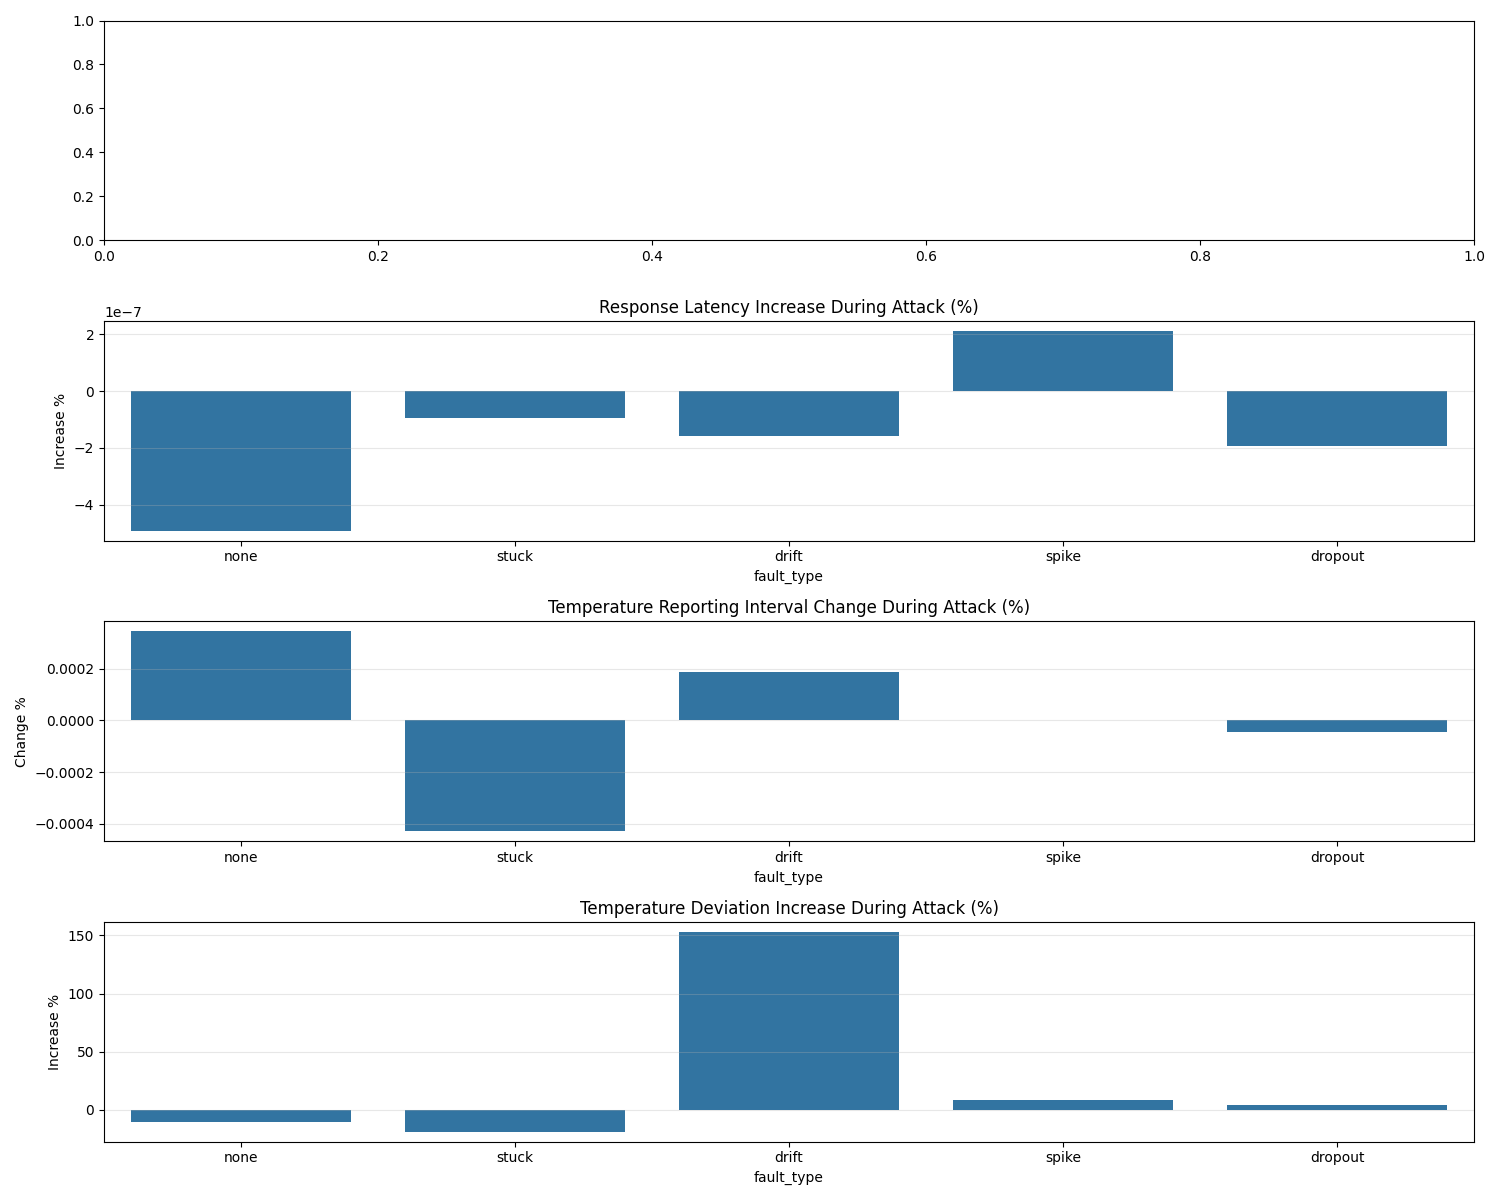 1.0
0.8
0.6
0.4
0.2
0.0
0.0 0.2 0.4 0.6 0.8 1.0
Response Latency Increase During Attack (%)
1e−7
2
0
−2
−4
Increase %
none stuck drift spike dropout
fault_type
Temperature Reporting Interval Change During Attack (%)
0.0002
0.0000
−0.0002
−0.0004
Change %
none stuck drift spike dropout
fault_type
Temperature Deviation Increase During Attack (%)
150
100
50
0
Increase %
none stuck drift spike dropout
fault_type